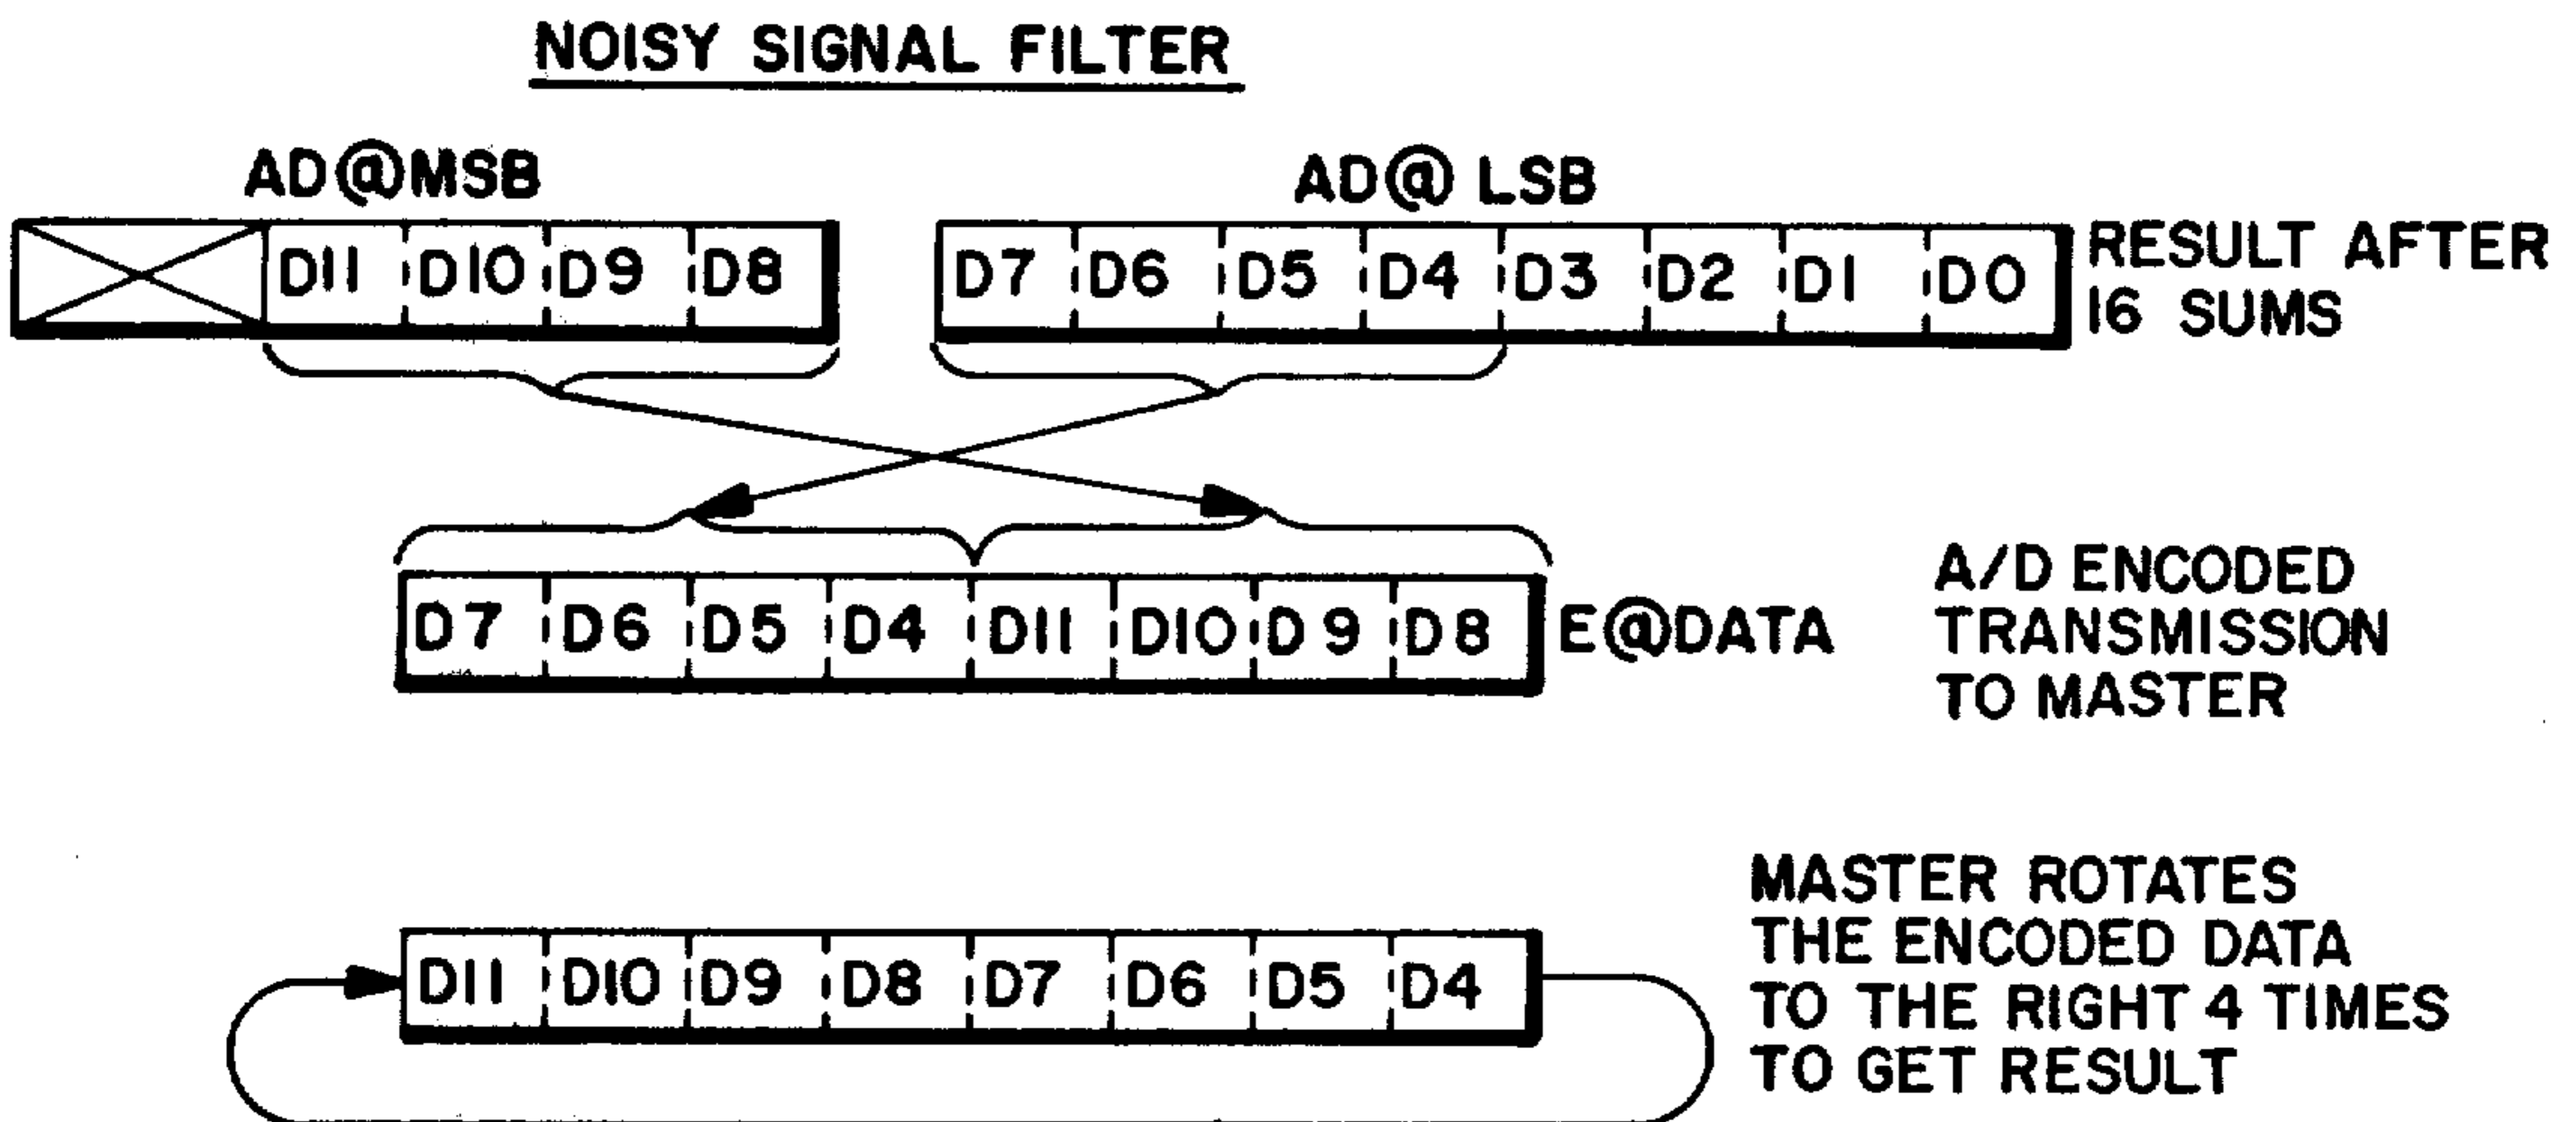 NOISY SIGNAL FILTER
AD@MSB
AD@ LSB
D11 D10 D9 D8
D7 D6 D5 D4 D3 D2 D1 D0
RESULT AFTER
16 SUMS
D7 D6 D5 D4 D11 D10 D9 D8
E@DATA
A/D ENCODED
TRANSMISSION
TO MASTER
D11 D10 D9 D8 D7 D6 D5 D4
MASTER ROTATES
THE ENCODED DATA
TO THE RIGHT 4 TIMES
TO GET RESULT